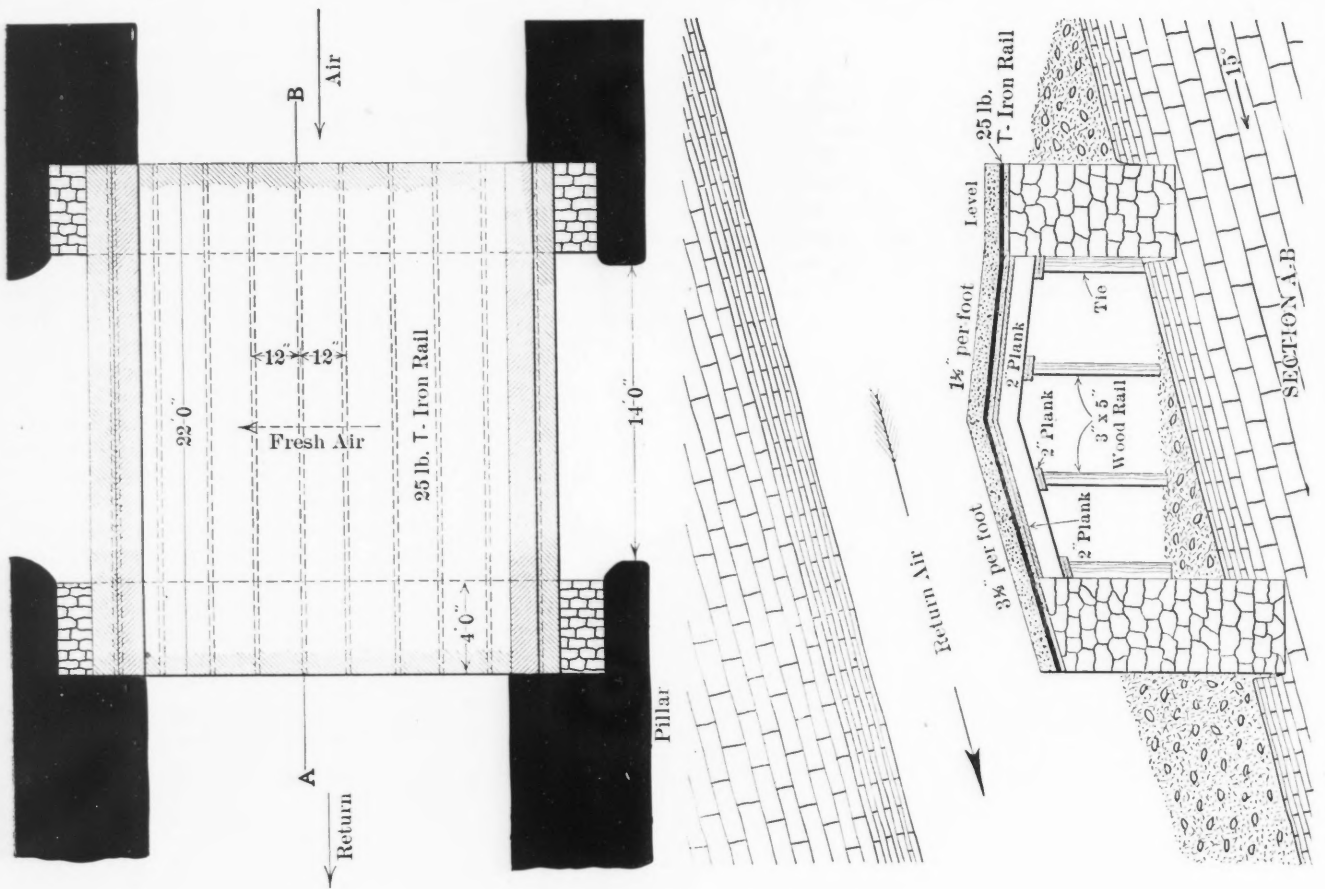 Air
B
22'-0"
12"
12"
Fresh Air
25 lb. T- Iron Rail
14'-0"
4'-0"
A
Return
Pillar
25 lb.
T- Iron Rail
Level
15°
1¾" per foot
2" Plank
Tie
2" Plank
3" x 5"
Wood Rail
3¾" per foot
2" Plank
Return Air
SECTION A-B